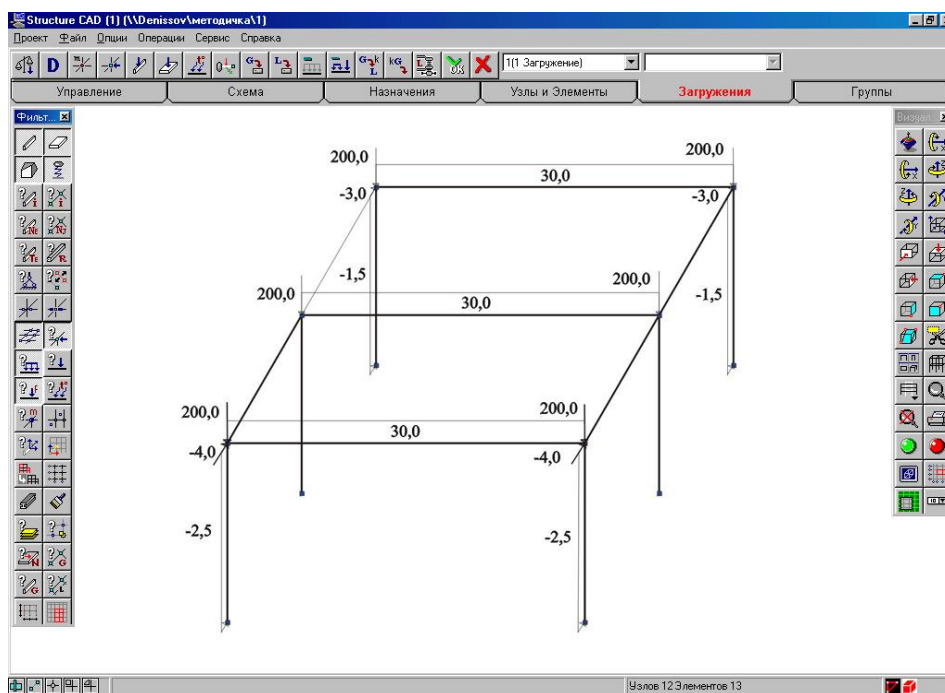 Structure CAD (1) (\\Denissov\методичка\1)
Проект Файл Опции Операции Сервис Справка
1(1 Загружение)
Управление Схема Назначения Узлы и Элементы Загружения Группы
Фильт...
Визуал.
200,0 200,0
30,0
-3,0 -3,0
-1,5 -1,5
200,0 200,0
30,0
200,0 200,0
30,0
-4,0 -4,0
-2,5 -2,5
Узлов 12 Элементов 13